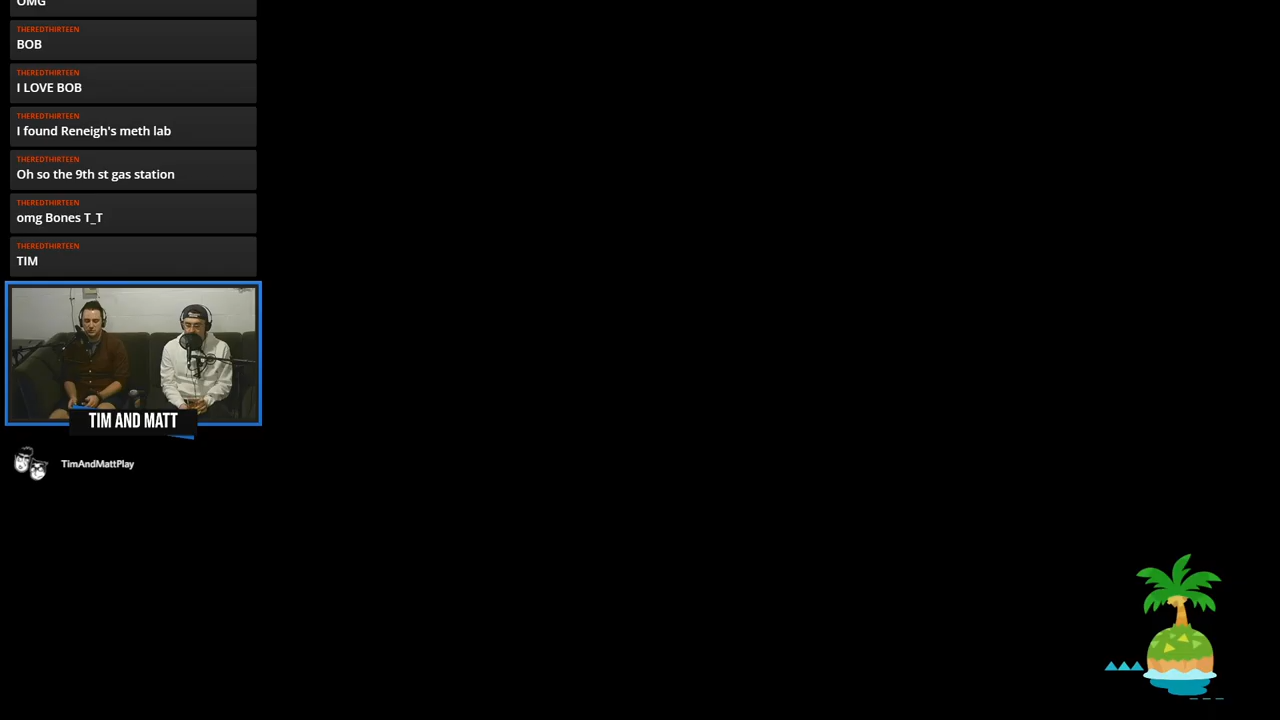 OMG
THEREDTHIRTEEN
BOB
THEREDTHIRTEEN
I LOVE BOB
THEREDTHIRTEEN
I found Reneigh's meth lab
THEREDTHIRTEEN
Oh so the 9th st gas station
THEREDTHIRTEEN
omg Bones T_T
THEREDTHIRTEEN
TIM
TIM AND MATT
TimAndMattPlay